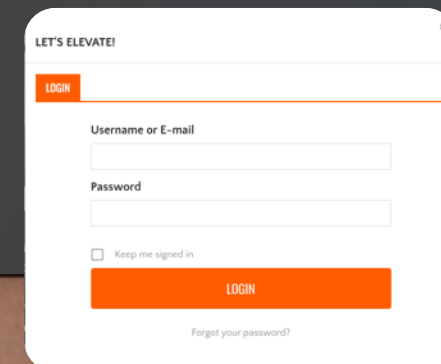 LET'S ELEVATE!
LOGIN
Username or E-mail
Password
Keep me signed in
LOGIN
Forgot your password?